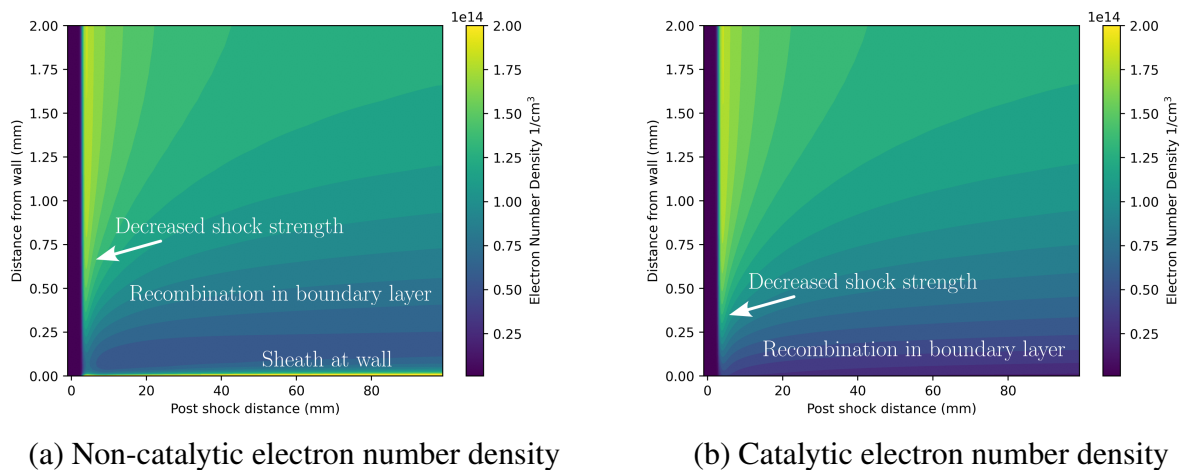 1e14
2.00
1.75
1.50
1.25
1.00
0.75
0.50
0.25
0.00
0
20
40
60
80
Distance from wall (mm)
Post shock distance (mm)
Decreased shock strength
Recombination in boundary layer
Sheath at wall
2.00
1.75
1.50
1.25
1.00
0.75
0.50
0.25
Electron Number Density 1/cm³
(a) Non-catalytic electron number density
1e14
2.00
1.75
1.50
1.25
1.00
0.75
0.50
0.25
0.00
0
20
40
60
80
Distance from wall (mm)
Post shock distance (mm)
Decreased shock strength
Recombination in boundary layer
2.00
1.75
1.50
1.25
1.00
0.75
0.50
0.25
Electron Number Density 1/cm³
(b) Catalytic electron number density